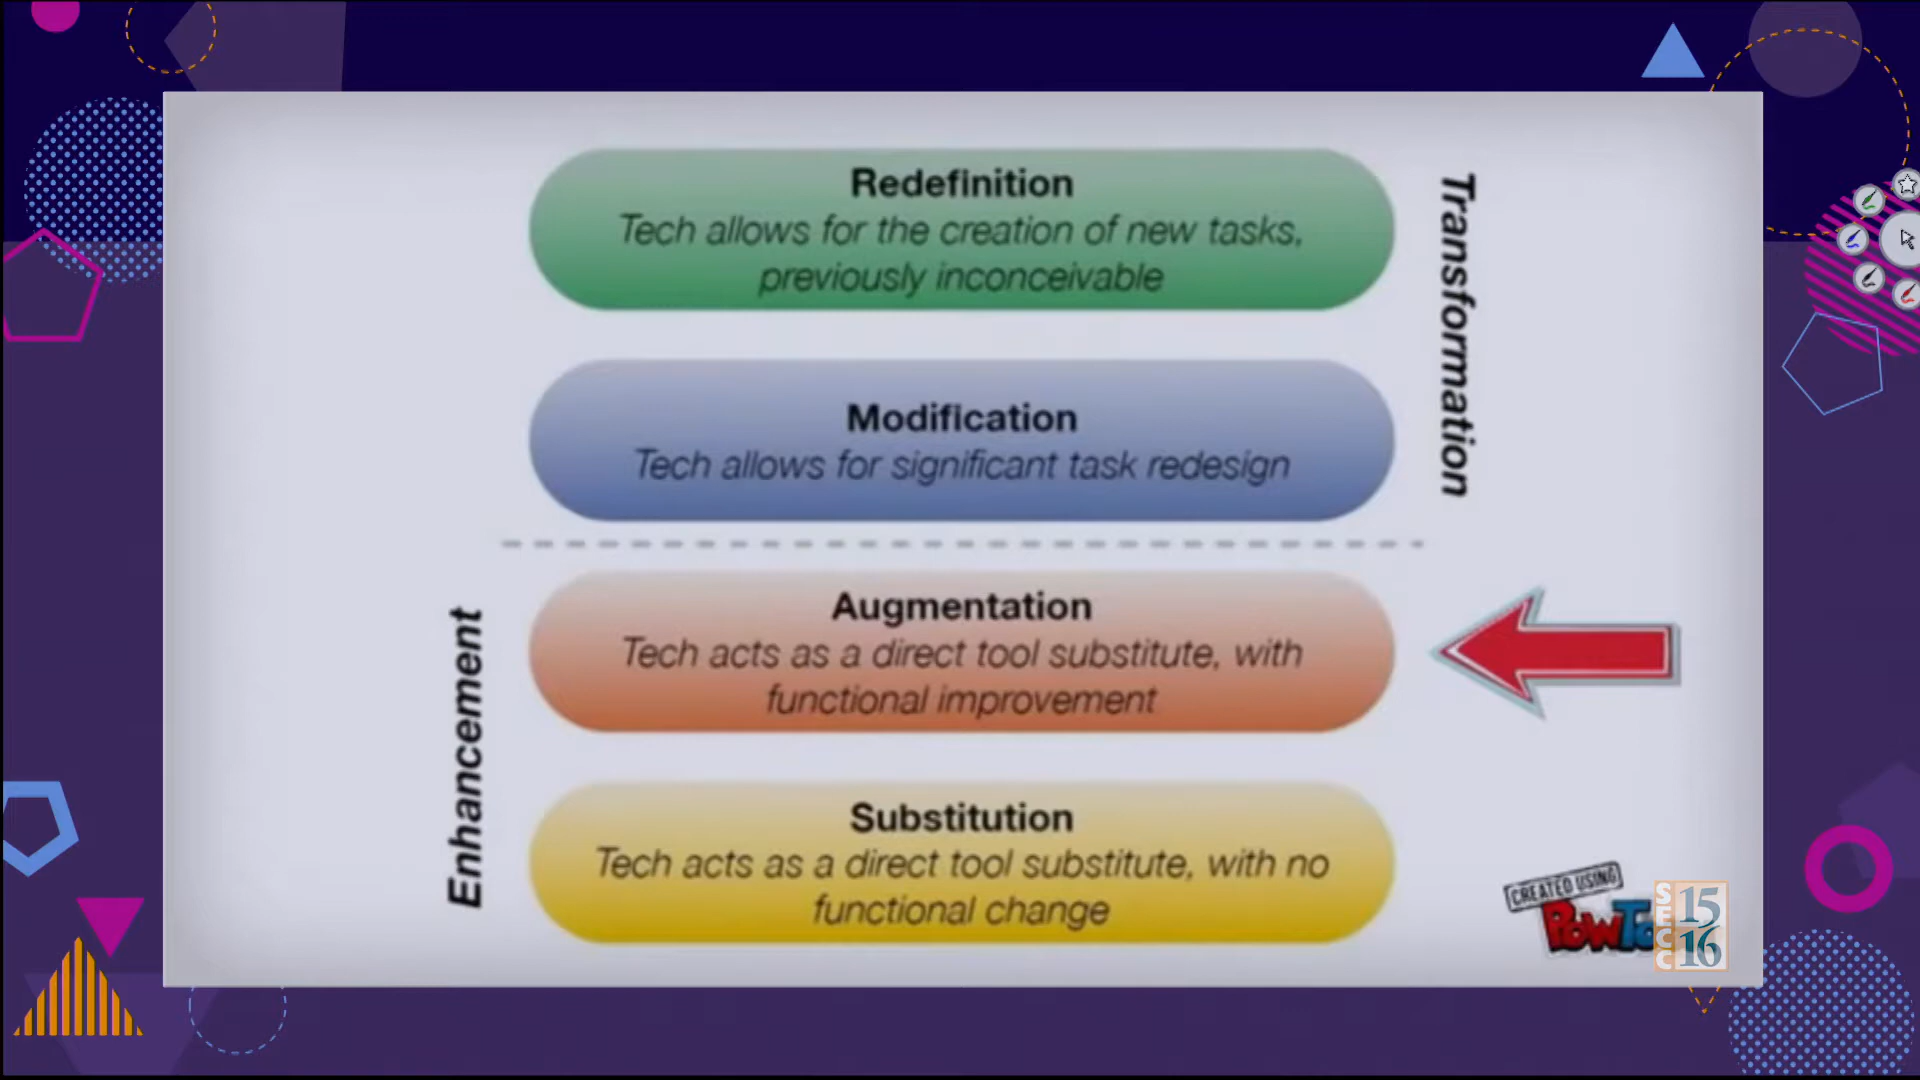 Redefinition
Tech allows for the creation of new tasks,
previously inconceivable
Modification
Tech allows for significant task redesign
Transformation
Augmentation
Tech acts as a direct tool substitute, with
functional improvement
Substitution
Tech acts as a direct tool substitute, with no
functional change
Enhancement
CREATED USING
PowTo
SECC
15
16